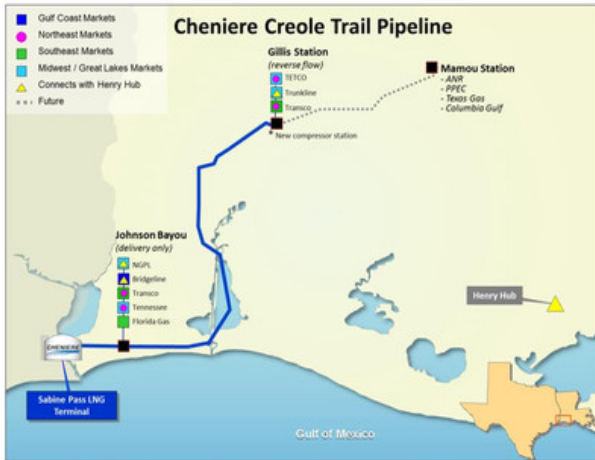 Cheniere Creole Trail Pipeline
Gulf Coast Markets
Northeast Markets
Southeast Markets
Midwest / Great Lakes Markets
Connects with Henry Hub
Future
Gillis Station
(reverse flow)
TETCO
Trunkline
Transco
New compressor station
Mamou Station
- ANR
- PPEC
- Texas Gas
- Columbia Gulf
Johnson Bayou
(delivery only)
NGPL
Bridgeline
Transco
Tennessee
Florida Gas
Henry Hub
CHENIERE
Sabine Pass LNG
Terminal
Gulf of Mexico